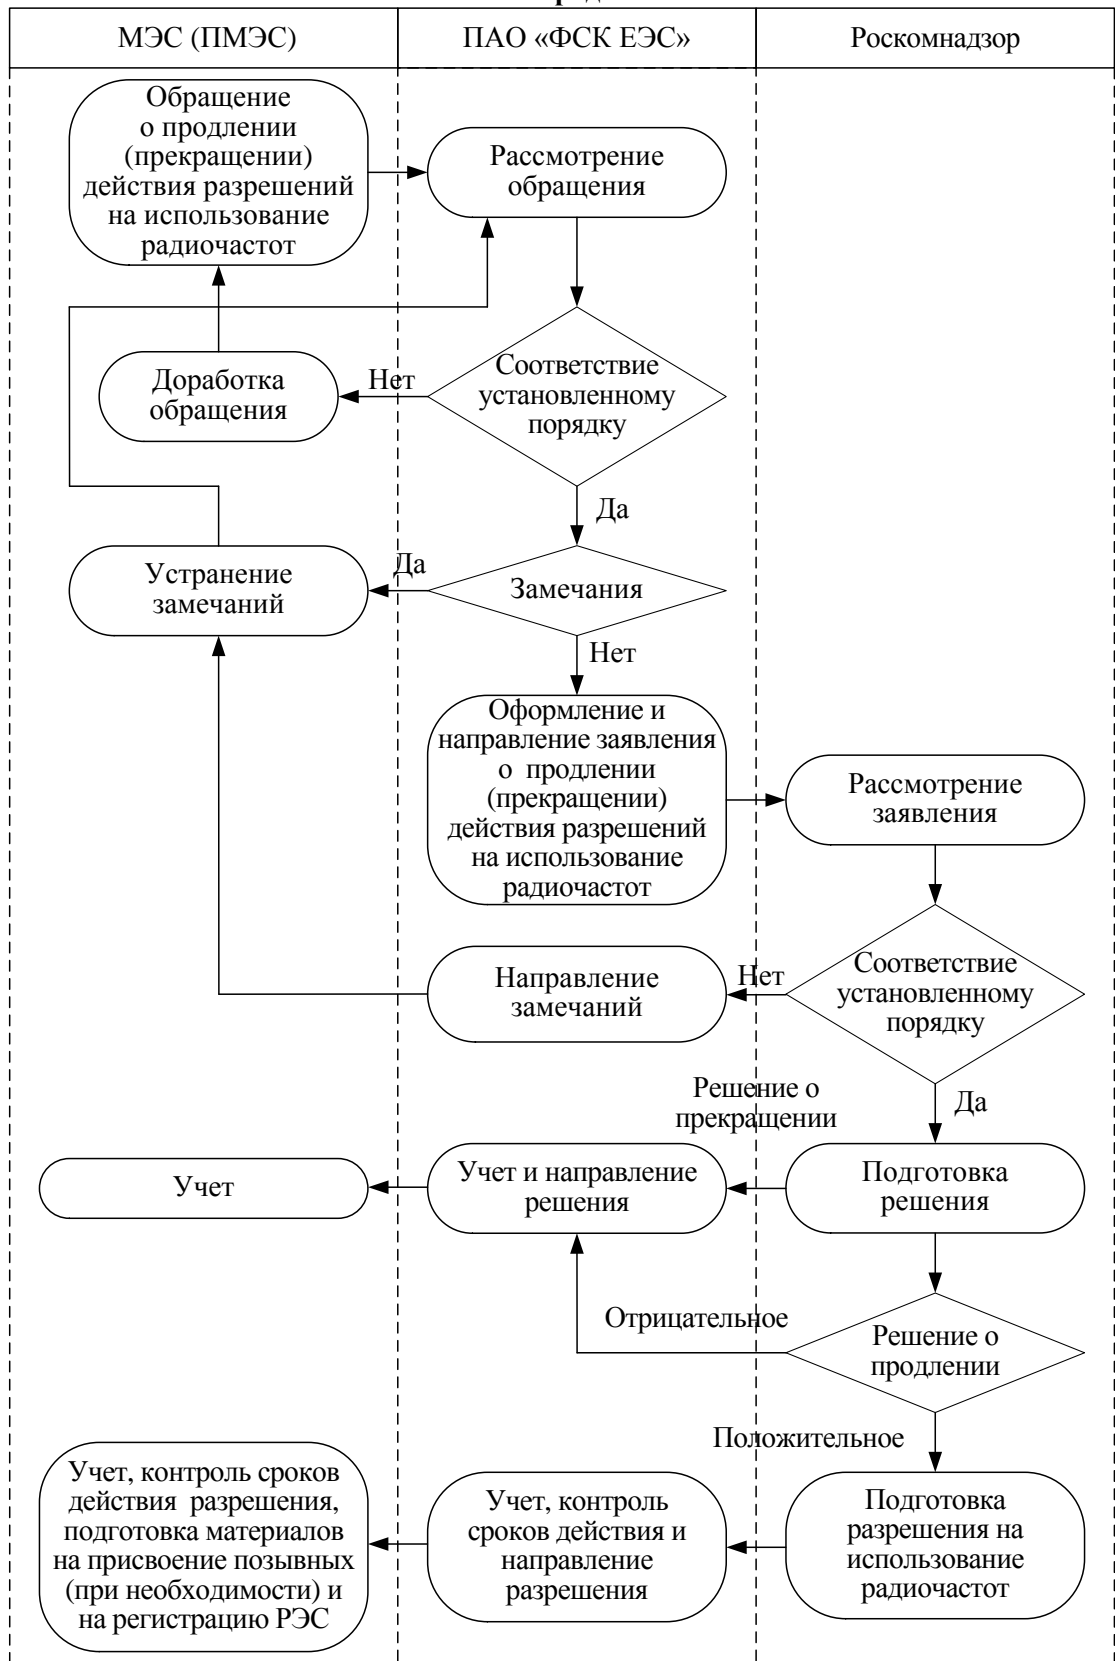 МЭС (ПМЭС)
ПАО «ФСК ЕЭС»
Роскомнадзор
Обращение
о продлении
(прекращении)
действия разрешений
на использование
радиочастот
Рассмотрение
обращения
Доработка
обращения
Нет
Соответствие
установленному
порядку
Да
Устранение
замечаний
Да
Замечания
Нет
Оформление и
направление заявления
о продлении
(прекращении)
действия разрешений
на использование
радиочастот
Рассмотрение
заявления
Направление
замечаний
Нет
Соответствие
установленному
порядку
Решение о
прекращении
Да
Учет
Учет и направление
решения
Подготовка
решения
Отрицательное
Решение о
продлении
Положительное
Учет, контроль сроков
действия разрешения,
подготовка материалов
на присвоение позывных
(при необходимости) и
на регистрацию РЭС
Учет, контроль
сроков действия и
направление
разрешения
Подготовка
разрешения на
использование
радиочастот